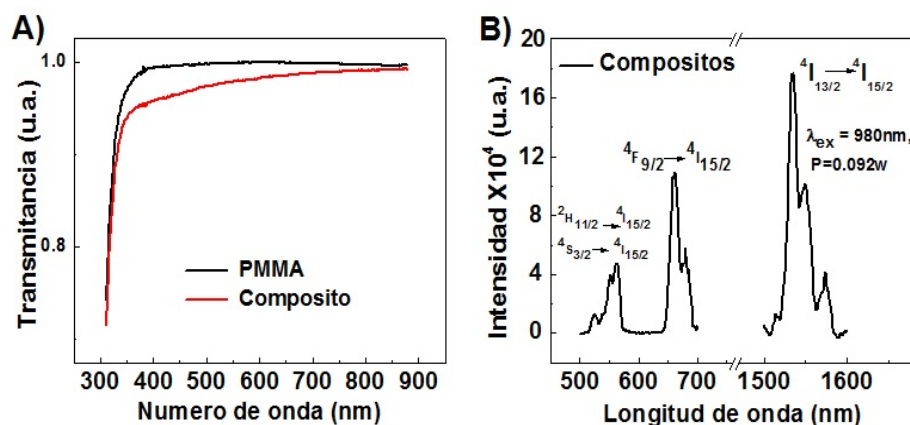 A)
Transmitancia (u.a.)
1.0
0.8
PMMA
Composito
300 400 500 600 700 800 900
Numero de onda (nm)
B)
Intensidad X10⁴ (u.a.)
20
16
12
8
4
0
Compositos
⁴I₁₃/₂ → ⁴I₁₅/₂
λex = 980nm,
P=0.092w
⁴F₉/₂ → ⁴I₁₅/₂
²H₁₁/₂ → ⁴I₁₅/₂
⁴S₃/₂ → ⁴I₁₅/₂
500 600 700 1500 1600
Longitud de onda (nm)